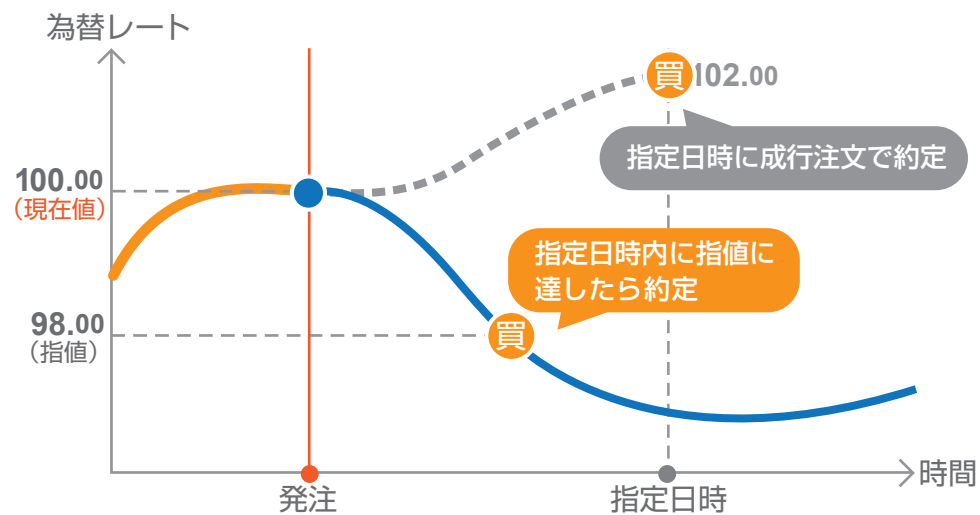 為替レート
買 102.00
指定日時に成行注文で約定
100.00
（現在値）
指定日時内に指値に
達したら約定
98.00
（指値）
買
時間
発注
指定日時